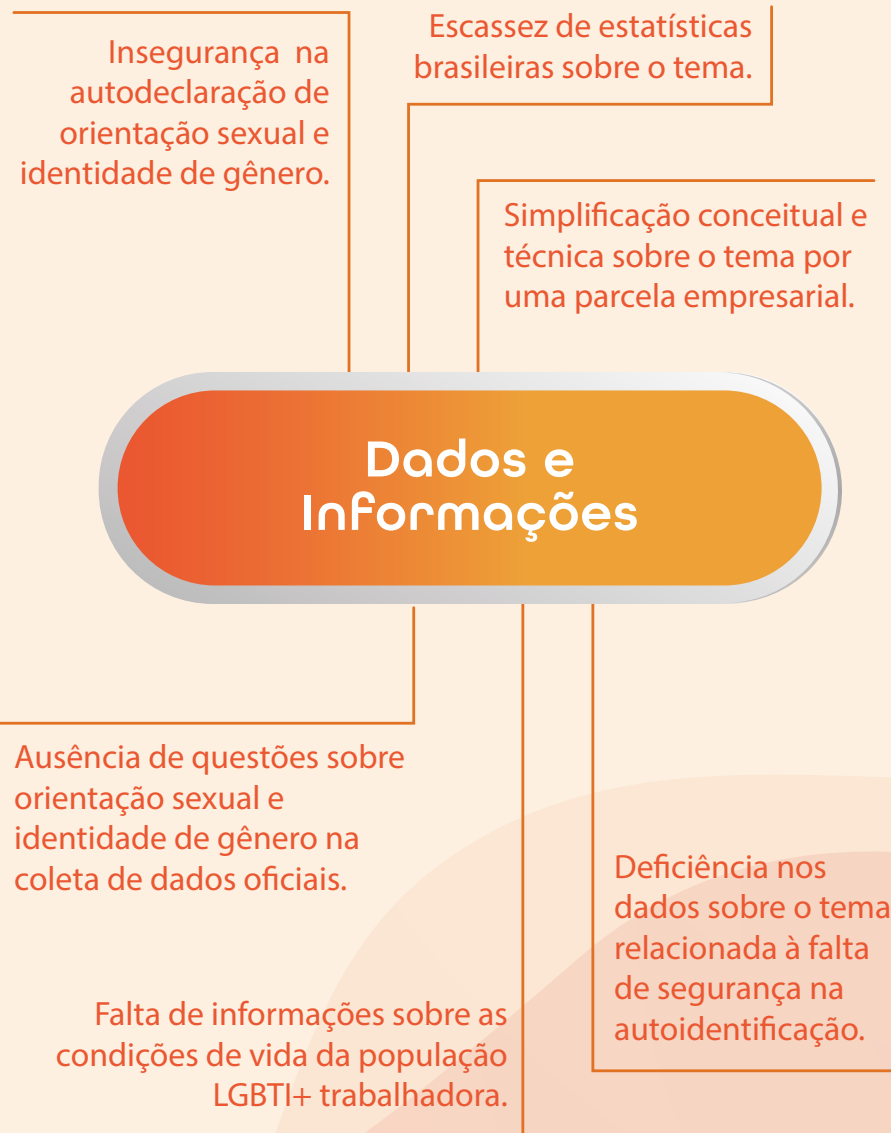 Insegurança na
autodeclaração de
orientação sexual e
identidade de gênero.
Escassez de estatísticas
brasileiras sobre o tema.
Simplificação conceitual e
técnica sobre o tema por
uma parcela empresarial.
Dados e
Informações
Ausência de questões sobre
orientação sexual e
identidade de gênero na
coleta de dados oficiais.
Deficiência nos
dados sobre o tema
relacionada à falta
de segurança na
autoidentificação.
Falta de informações sobre as
condições de vida da população
LGBTI+ trabalhadora.